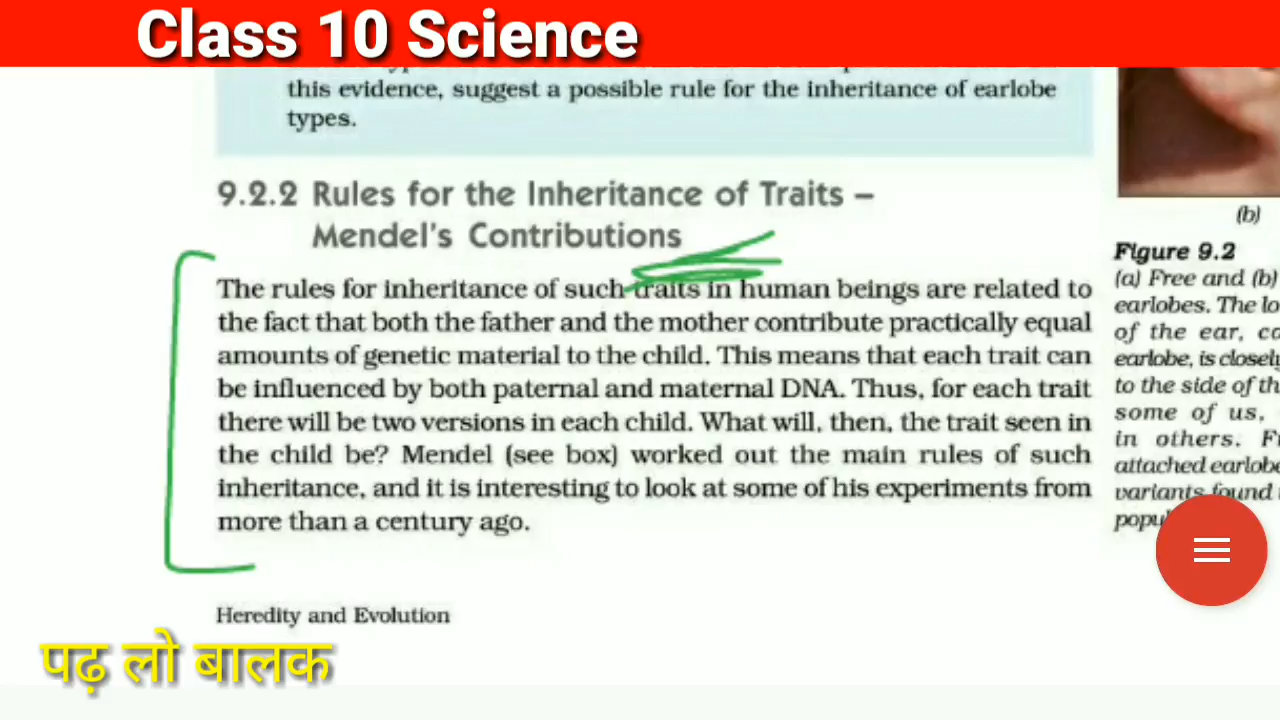 Class 10 Science
this evidence, suggest a possible rule for the inheritance of earlobe
types.
9.2.2 Rules for the Inheritance of Traits –
Mendel's Contributions
The rules for inheritance of such traits in human beings are related to
the fact that both the father and the mother contribute practically equal
amounts of genetic material to the child. This means that each trait can
be influenced by both paternal and maternal DNA. Thus, for each trait
there will be two versions in each child. What will, then, the trait seen in
the child be? Mendel (see box) worked out the main rules of such
inheritance, and it is interesting to look at some of his experiments from
more than a century ago.
Heredity and Evolution
(b)
Figure 9.2
(a) Free and (b)
earlobes. The lo
of the ear, ca
earlobe, is closely
to the side of th
some of us,
in others. F
attached earlobe
variants found
popu
पढ़ लो बालक